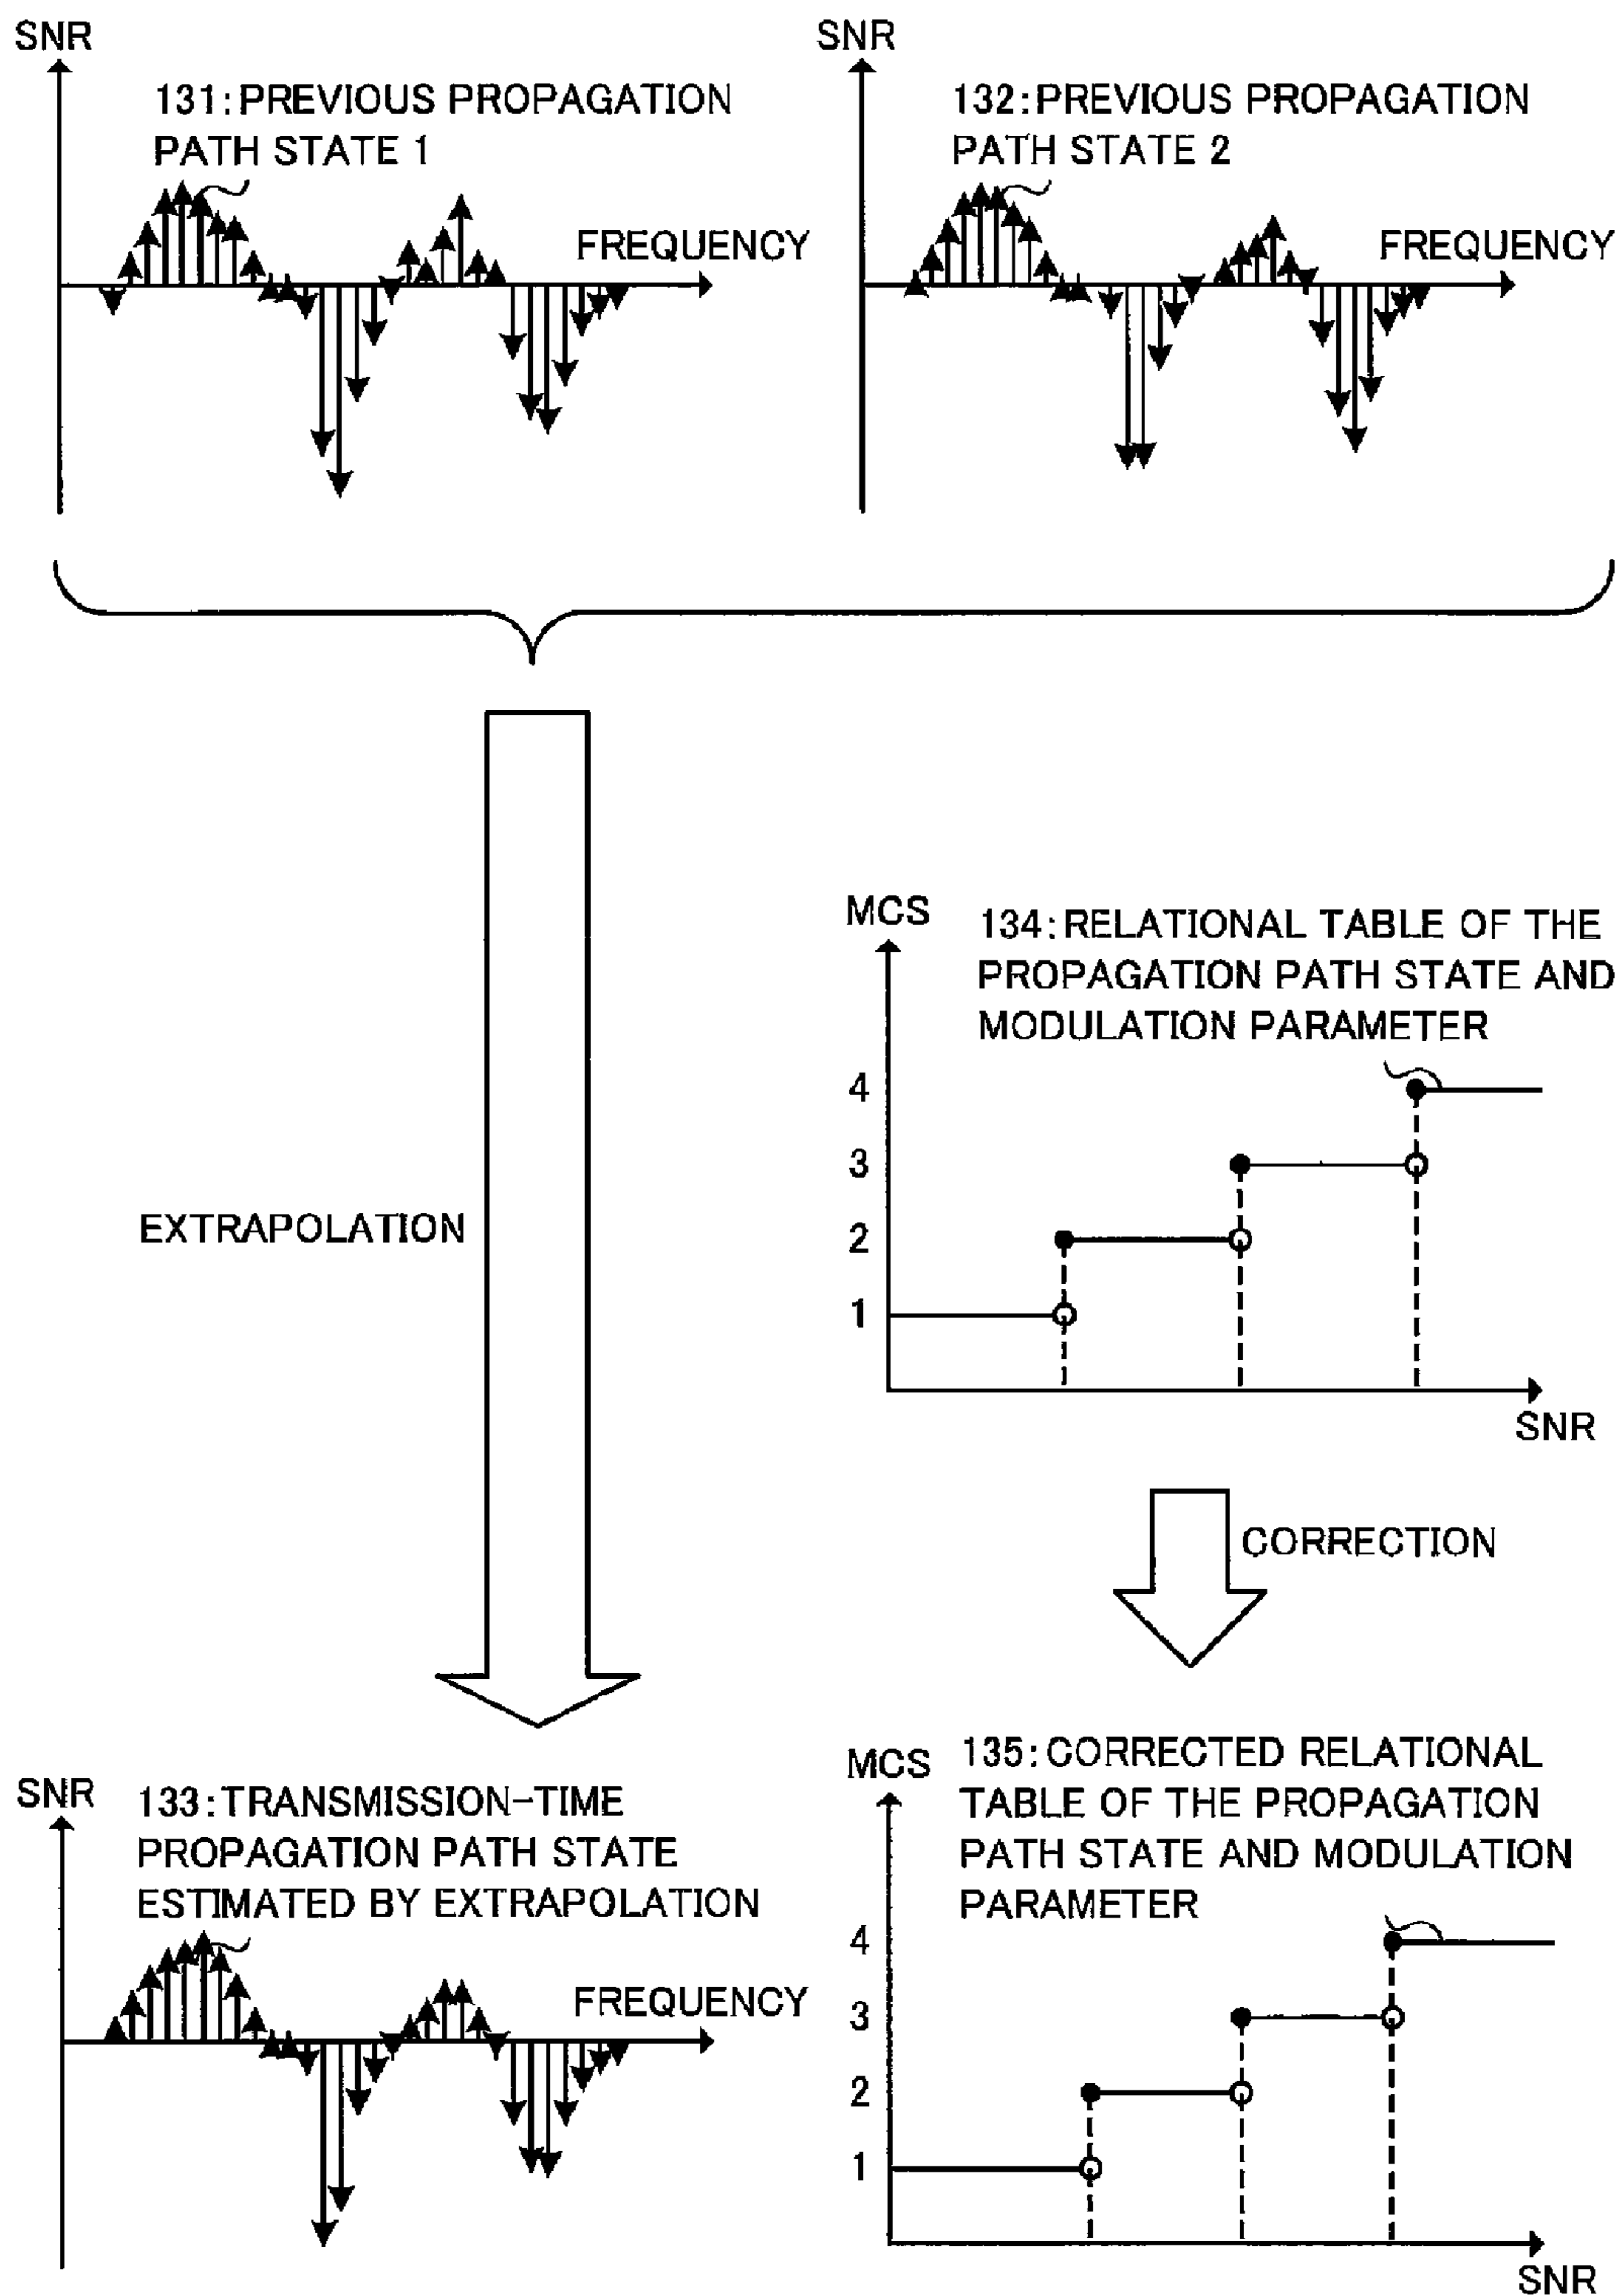 SNR
131:PREVIOUS PROPAGATION
PATH STATE 1
FREQUENCY
SNR
132:PREVIOUS PROPAGATION
PATH STATE 2
FREQUENCY
EXTRAPOLATION
MCS
134:RELATIONAL TABLE OF THE
PROPAGATION PATH STATE AND
MODULATION PARAMETER
4
3
2
1
SNR
CORRECTION
SNR
133:TRANSMISSION-TIME
PROPAGATION PATH STATE
ESTIMATED BY EXTRAPOLATION
FREQUENCY
MCS
135:CORRECTED RELATIONAL
TABLE OF THE PROPAGATION
PATH STATE AND MODULATION
PARAMETER
4
3
2
1
SNR